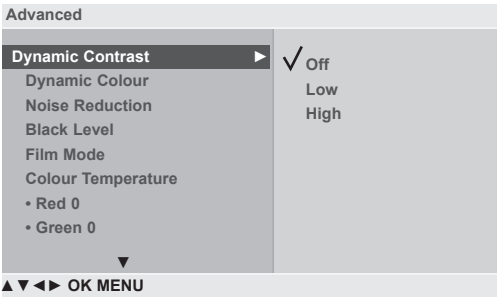 Advanced
Dynamic Contrast ►
Dynamic Colour
Noise Reduction
Black Level
Film Mode
Colour Temperature
• Red 0
• Green 0
▼
✓ Off
Low
High
▲▼◄► OK MENU